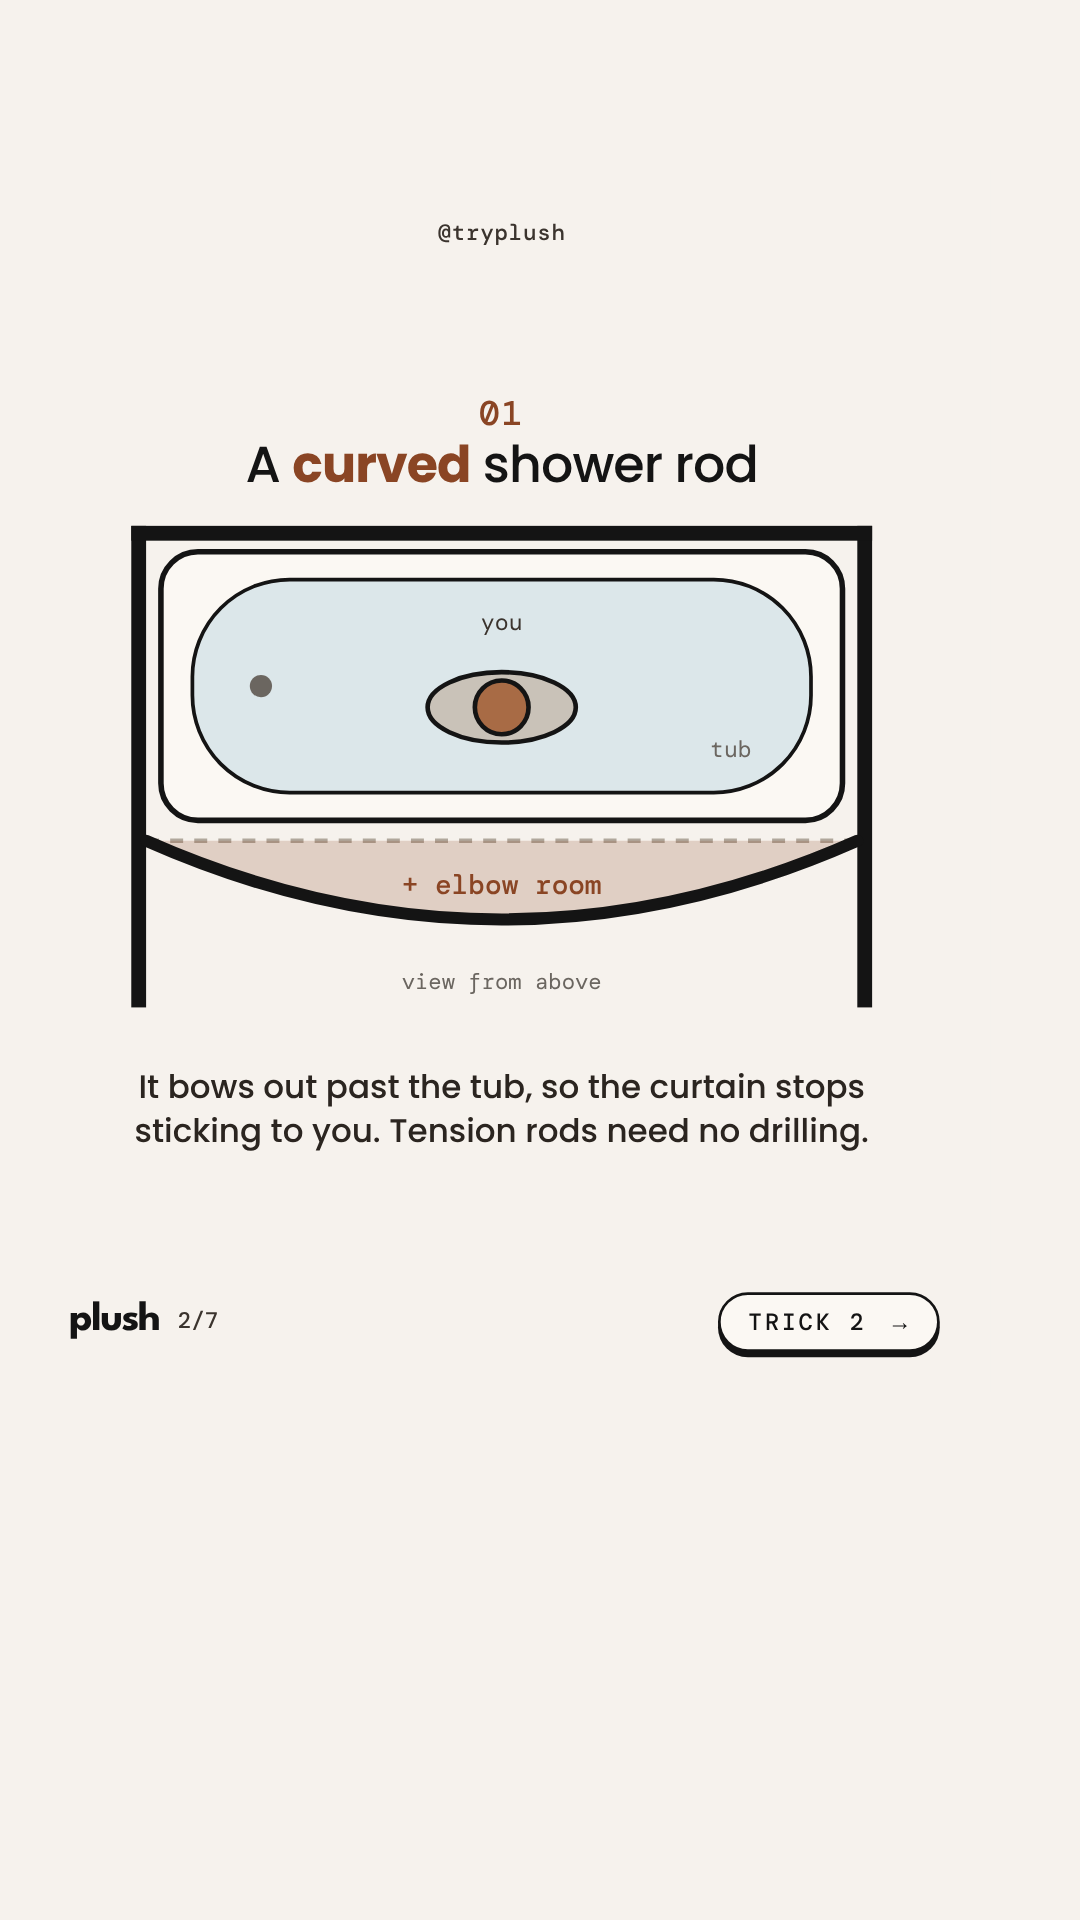 @tryplush
01
A curved shower rod
you
tub
+ elbow room
view from above
It bows out past the tub, so the curtain stops
sticking to you. Tension rods need no drilling.
plush 2/7
TRICK 2 →